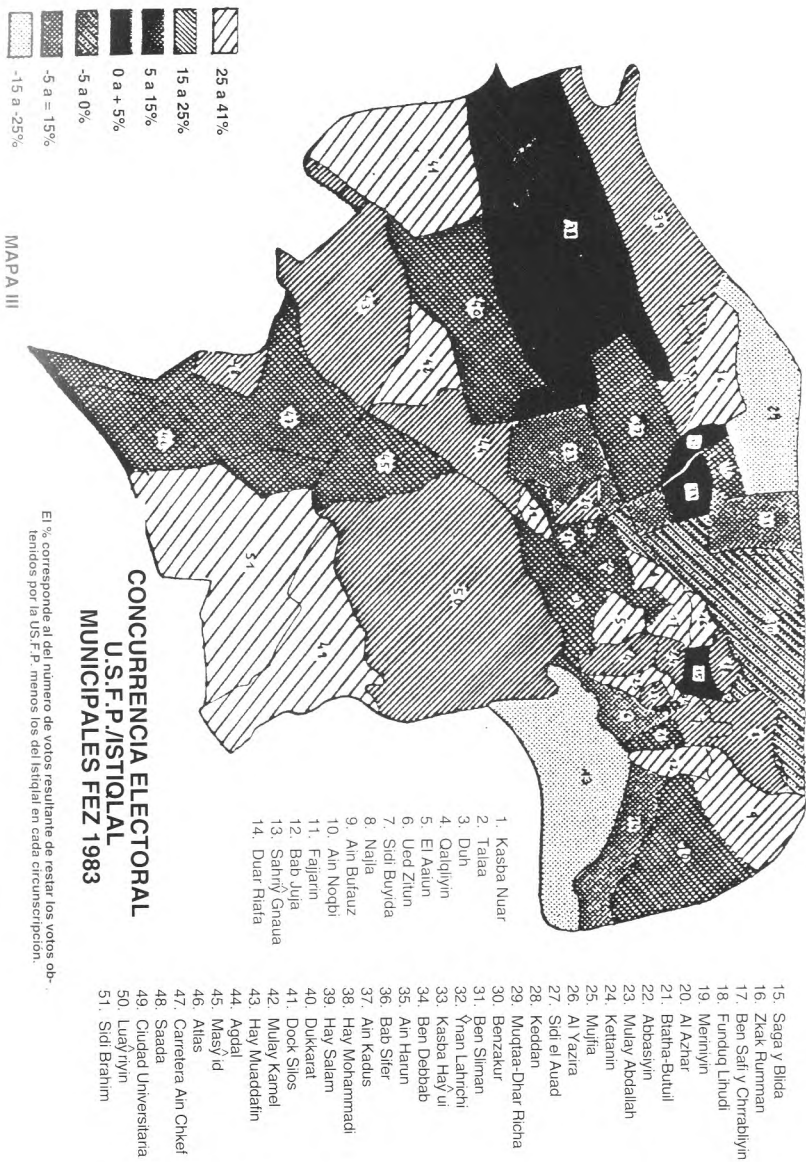 CONCURRENCIA ELECTORAL
U.S.F.P./ISTIQLAL
MUNICIPALES FEZ 1983
El % corresponde al del número de votos resultante de restar los votos ob-
tenidos por la US.F.P. menos los del Istiqlal en cada circunscripción.
MAPA III
25 a 41%
15 a 25%
5 a 15%
0 a + 5%
-5 a 0%
-5 a = 15%
-15 a -25%
1. Kasba Nuar
2. Talaa
3. Duh
4. Qalqliyin
5. El Aaiun
6. Ued Zitun
7. Sidi Buyida
8. Najla
9. Ain Bufauz
10. Ain Noqbi
11. Fajjarin
12. Bab Juja
13. Sahriŷ Gnaua
14. Duar Riafa
15. Saga y Blida
16. Zkak Rumman
17. Ben Safi y Chrrabliyin
18. Funduq Lihudi
19. Meriniyin
20. Al Azhar
21. Btatha-Butuil
22. Abbasiyin
23. Mulay Abdallah
24. Kettanin
25. Mujfia
26. Al Yazira
27. Sidi el Auad
28. Keddan
29. Muqtaa-Dhar Richa
30. Benzakur
31. Ben Sliman
32. Ŷnan Lahrichi
33. Kasba Haŷ ui
34. Ben Debbab
35. Ain Harun
36. Bab Sifer
37. Ain Kadus
38. Hay Mohammadi
39. Hay Salam
40. Dukkarat
41. Dock Silos
42. Mulay Kamel
43. Hay Muaddafin
44. Agdal
45. Masŷ id
46. Atlas
47. Carretera Ain Chkef
48. Saada
49. Ciudad Universitaria
50. Luaŷ riyin
51. Sidi Brahim